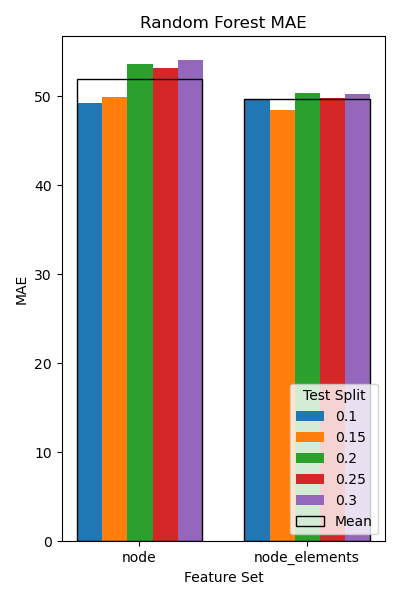 Random Forest MAE
MAE
50
40
30
20
10
0
Test Split
0.1
0.15
0.2
0.25
0.3
Mean
node node_elements
Feature Set